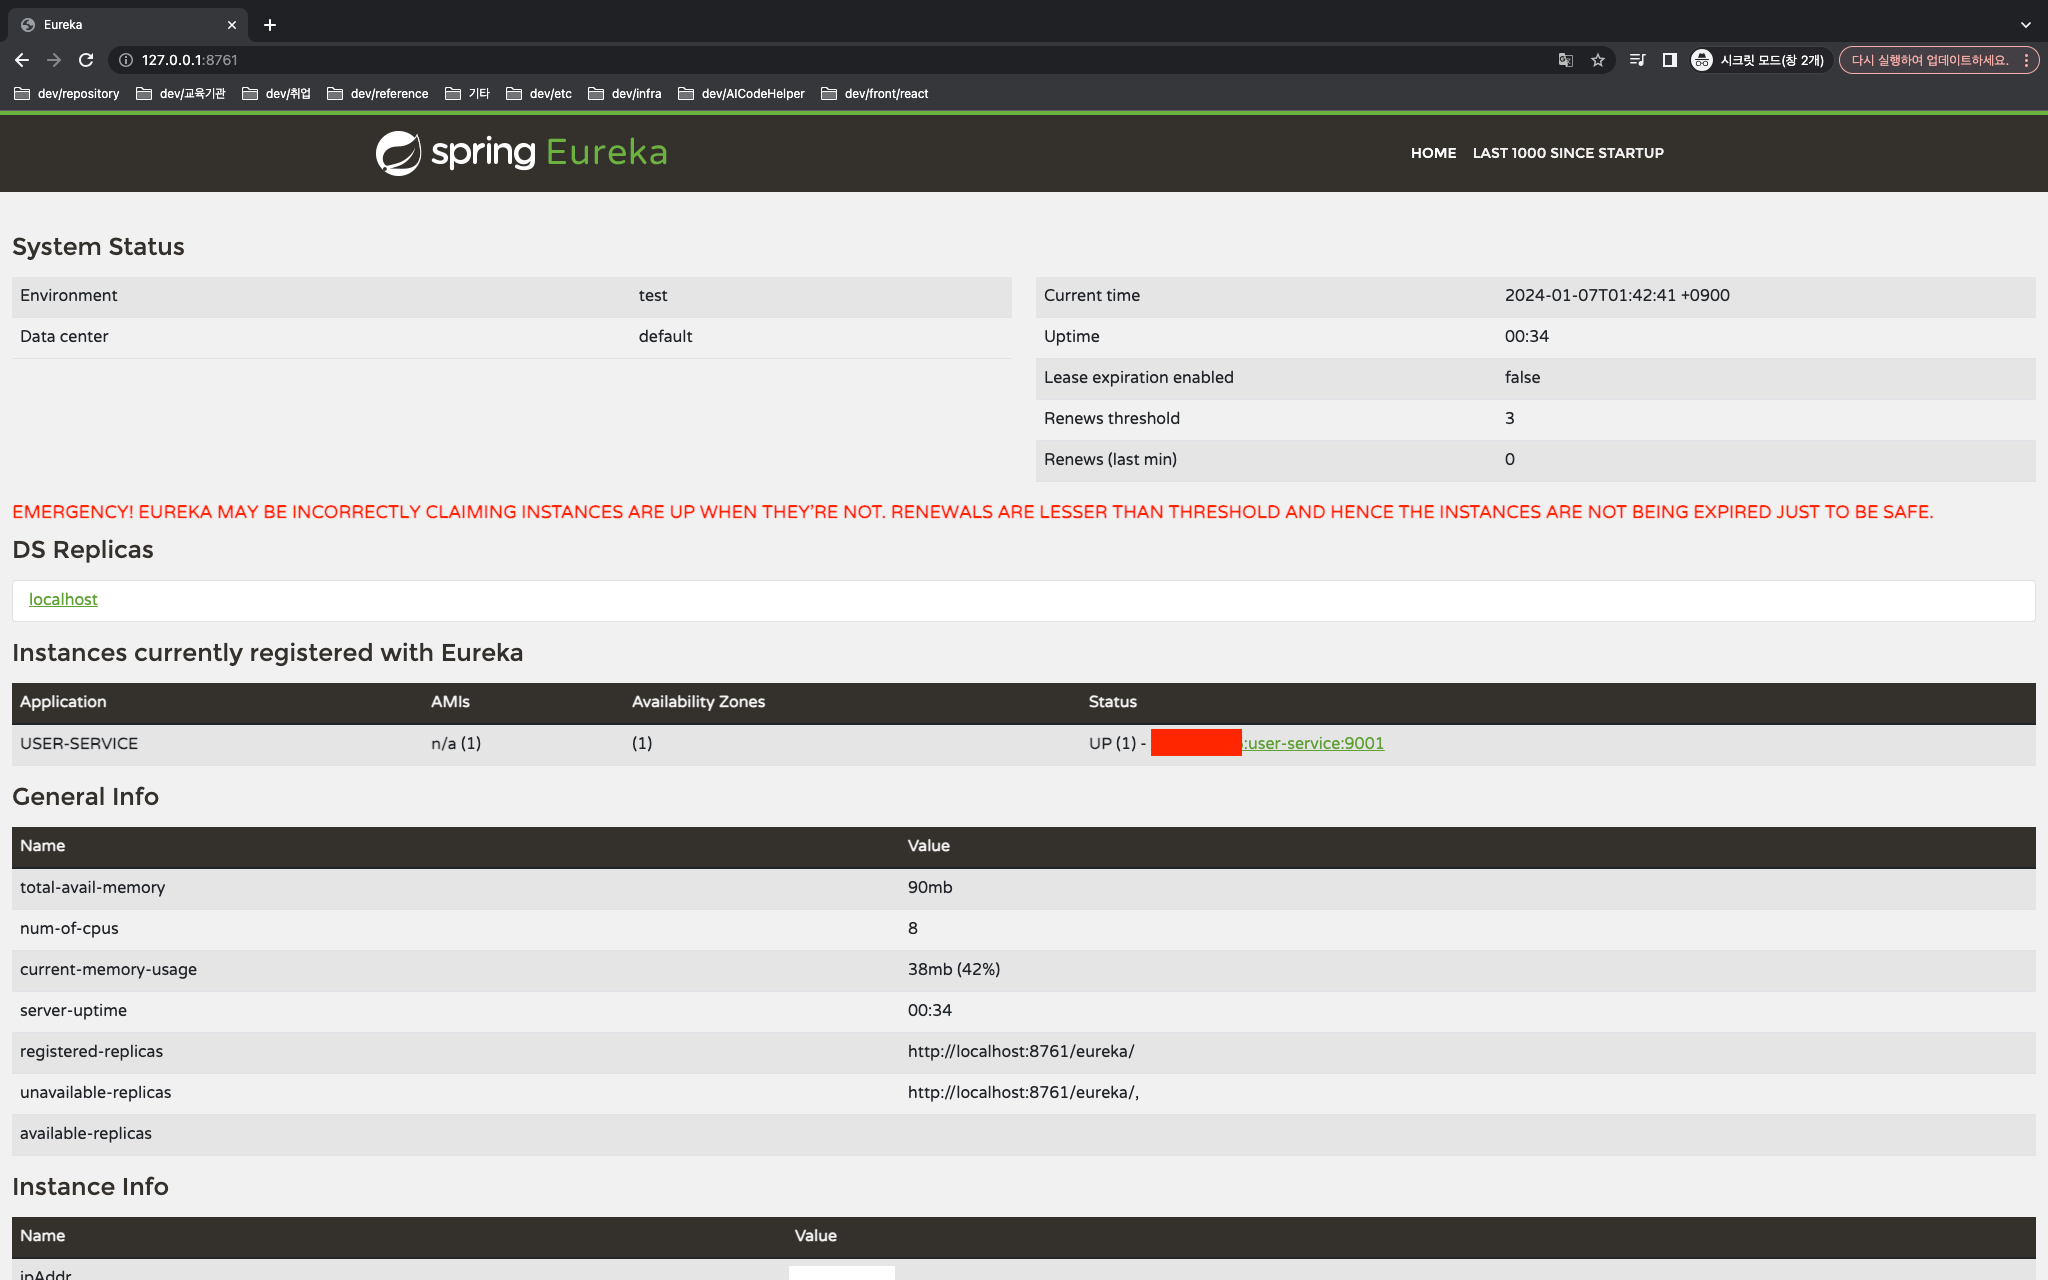 Eureka
127.0.0.1:8761
시크릿 모드(창 2개)
다시 실행하여 업데이트하세요.
dev/repository dev/교육기관 dev/취업 dev/reference 기타 dev/etc dev/infra dev/AICodeHelper dev/front/react
spring Eureka
HOME LAST 1000 SINCE STARTUP
System Status
Environment test
Data center default
Current time 2024-01-07T01:42:41 +0900
Uptime 00:34
Lease expiration enabled false
Renews threshold 3
Renews (last min) 0
EMERGENCY! EUREKA MAY BE INCORRECTLY CLAIMING INSTANCES ARE UP WHEN THEY'RE NOT. RENEWALS ARE LESSER THAN THRESHOLD AND HENCE THE INSTANCES ARE NOT BEING EXPIRED JUST TO BE SAFE.
DS Replicas
localhost
Instances currently registered with Eureka
Application AMIs Availability Zones Status
USER-SERVICE n/a (1) (1) UP (1) - :user-service:9001
General Info
Name Value
total-avail-memory 90mb
num-of-cpus 8
current-memory-usage 38mb (42%)
server-uptime 00:34
registered-replicas http://localhost:8761/eureka/
unavailable-replicas http://localhost:8761/eureka/,
available-replicas
Instance Info
Name Value
ipAddr